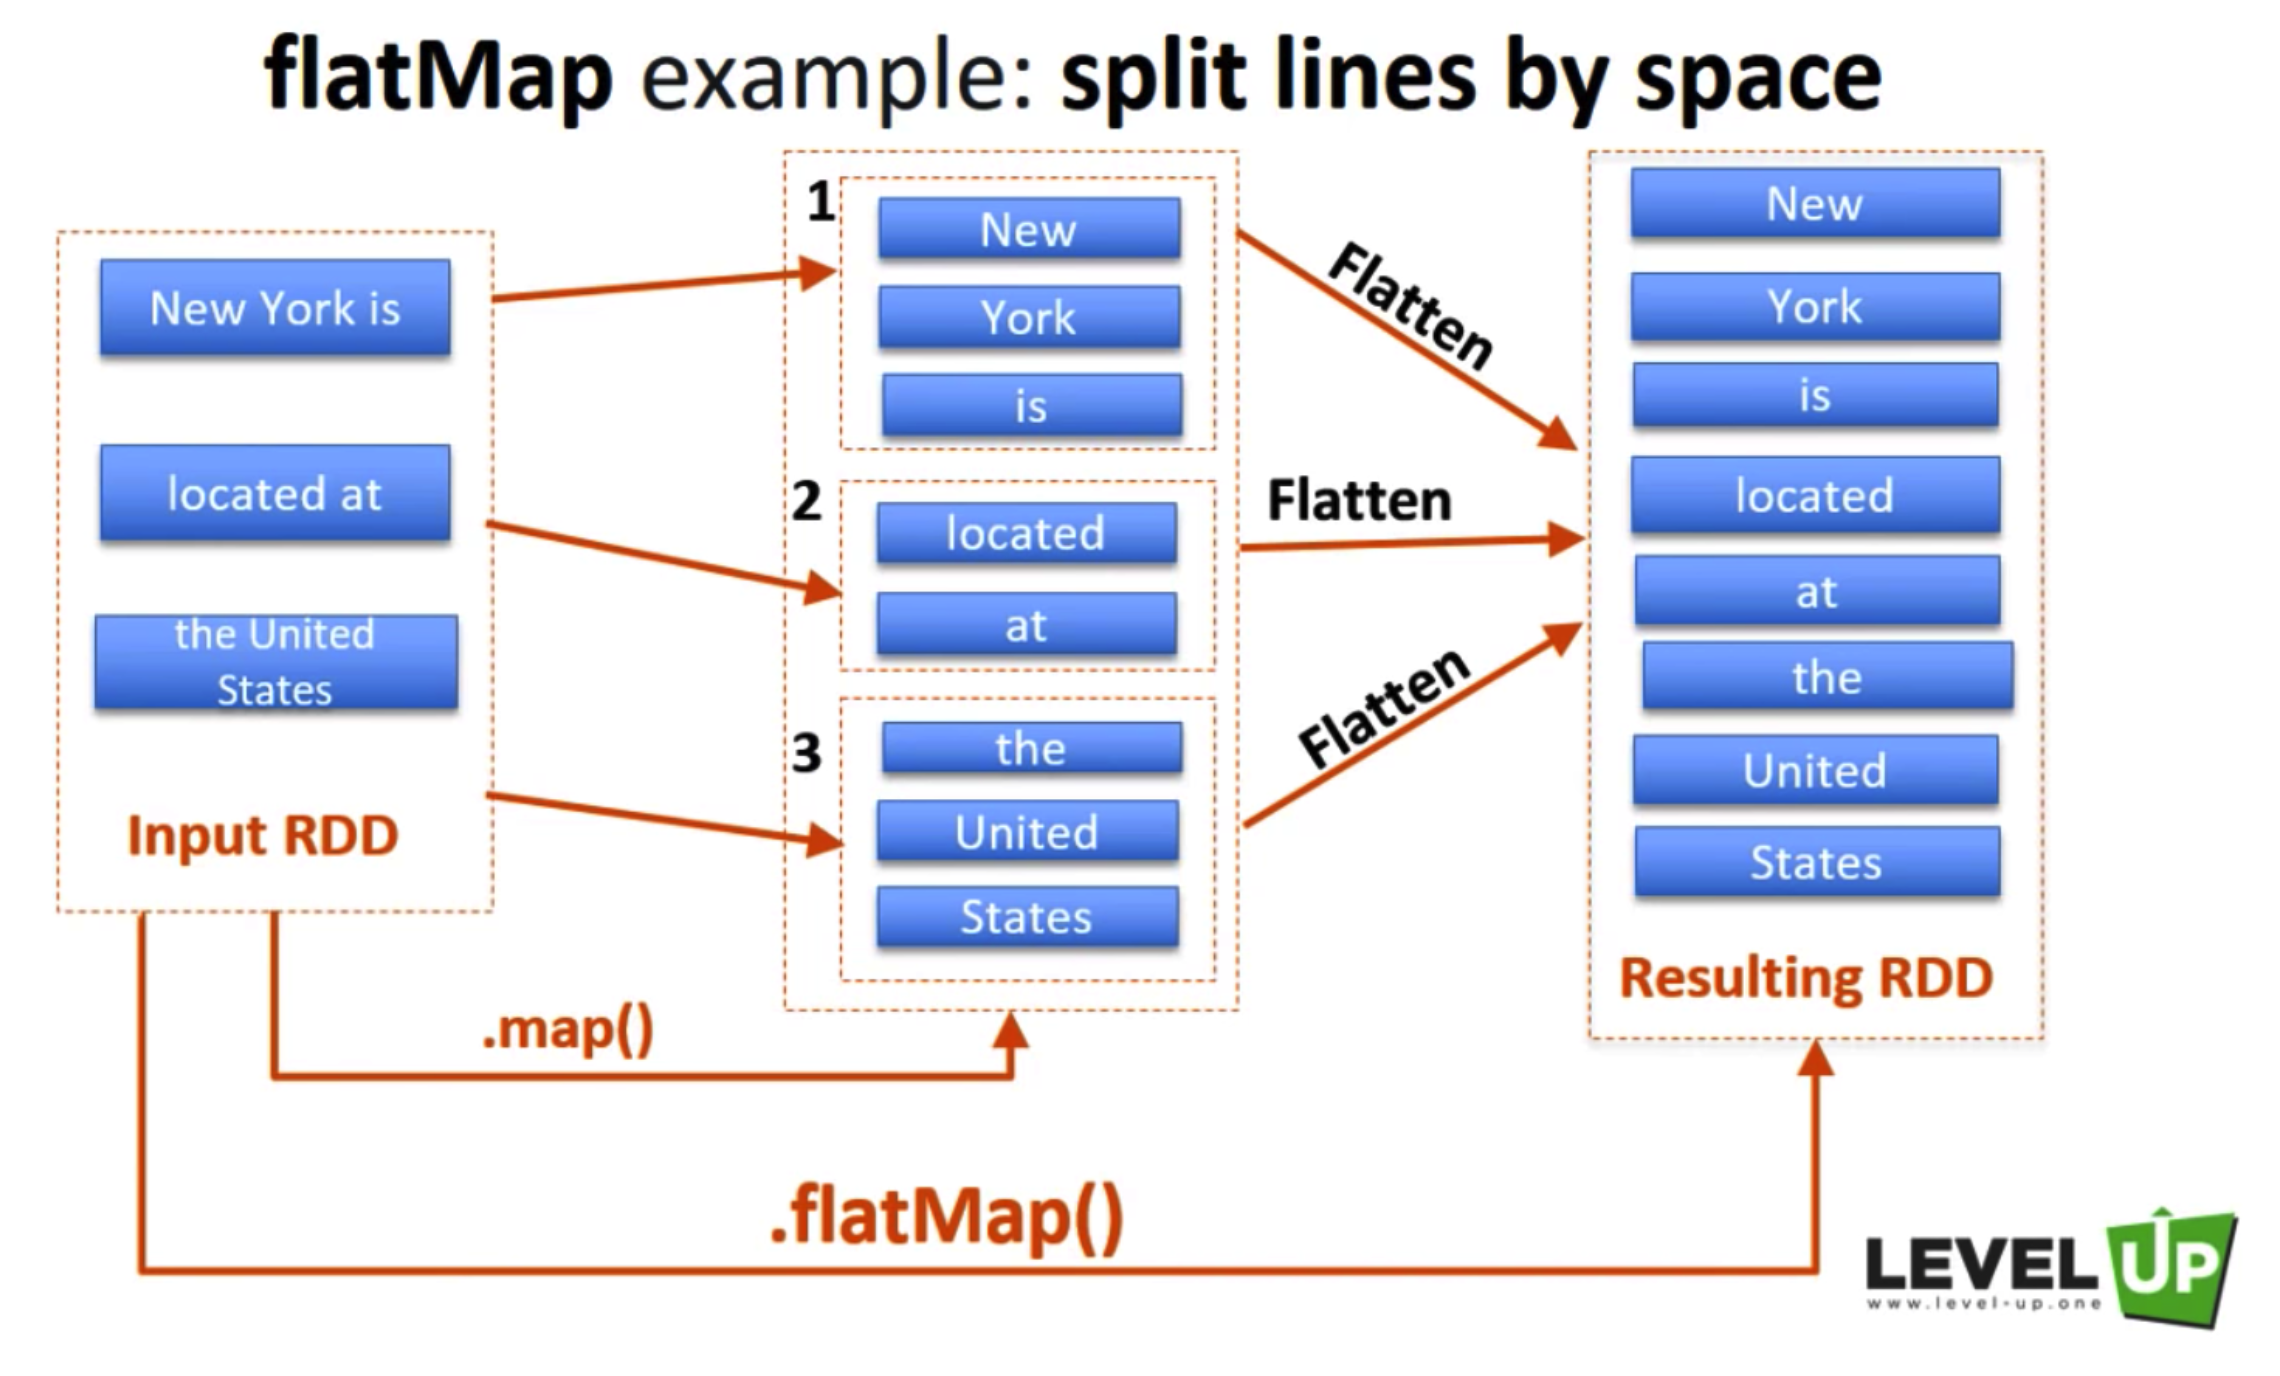 flatMap example: split lines by space
New York is
located at
the United
States
Input RDD
1
New
York
is
2
located
at
3
the
United
States
Flatten
Flatten
Flatten
New
York
is
located
at
the
United
States
Resulting RDD
.map()
.flatMap()
LEVEL UP
www.level-up.one